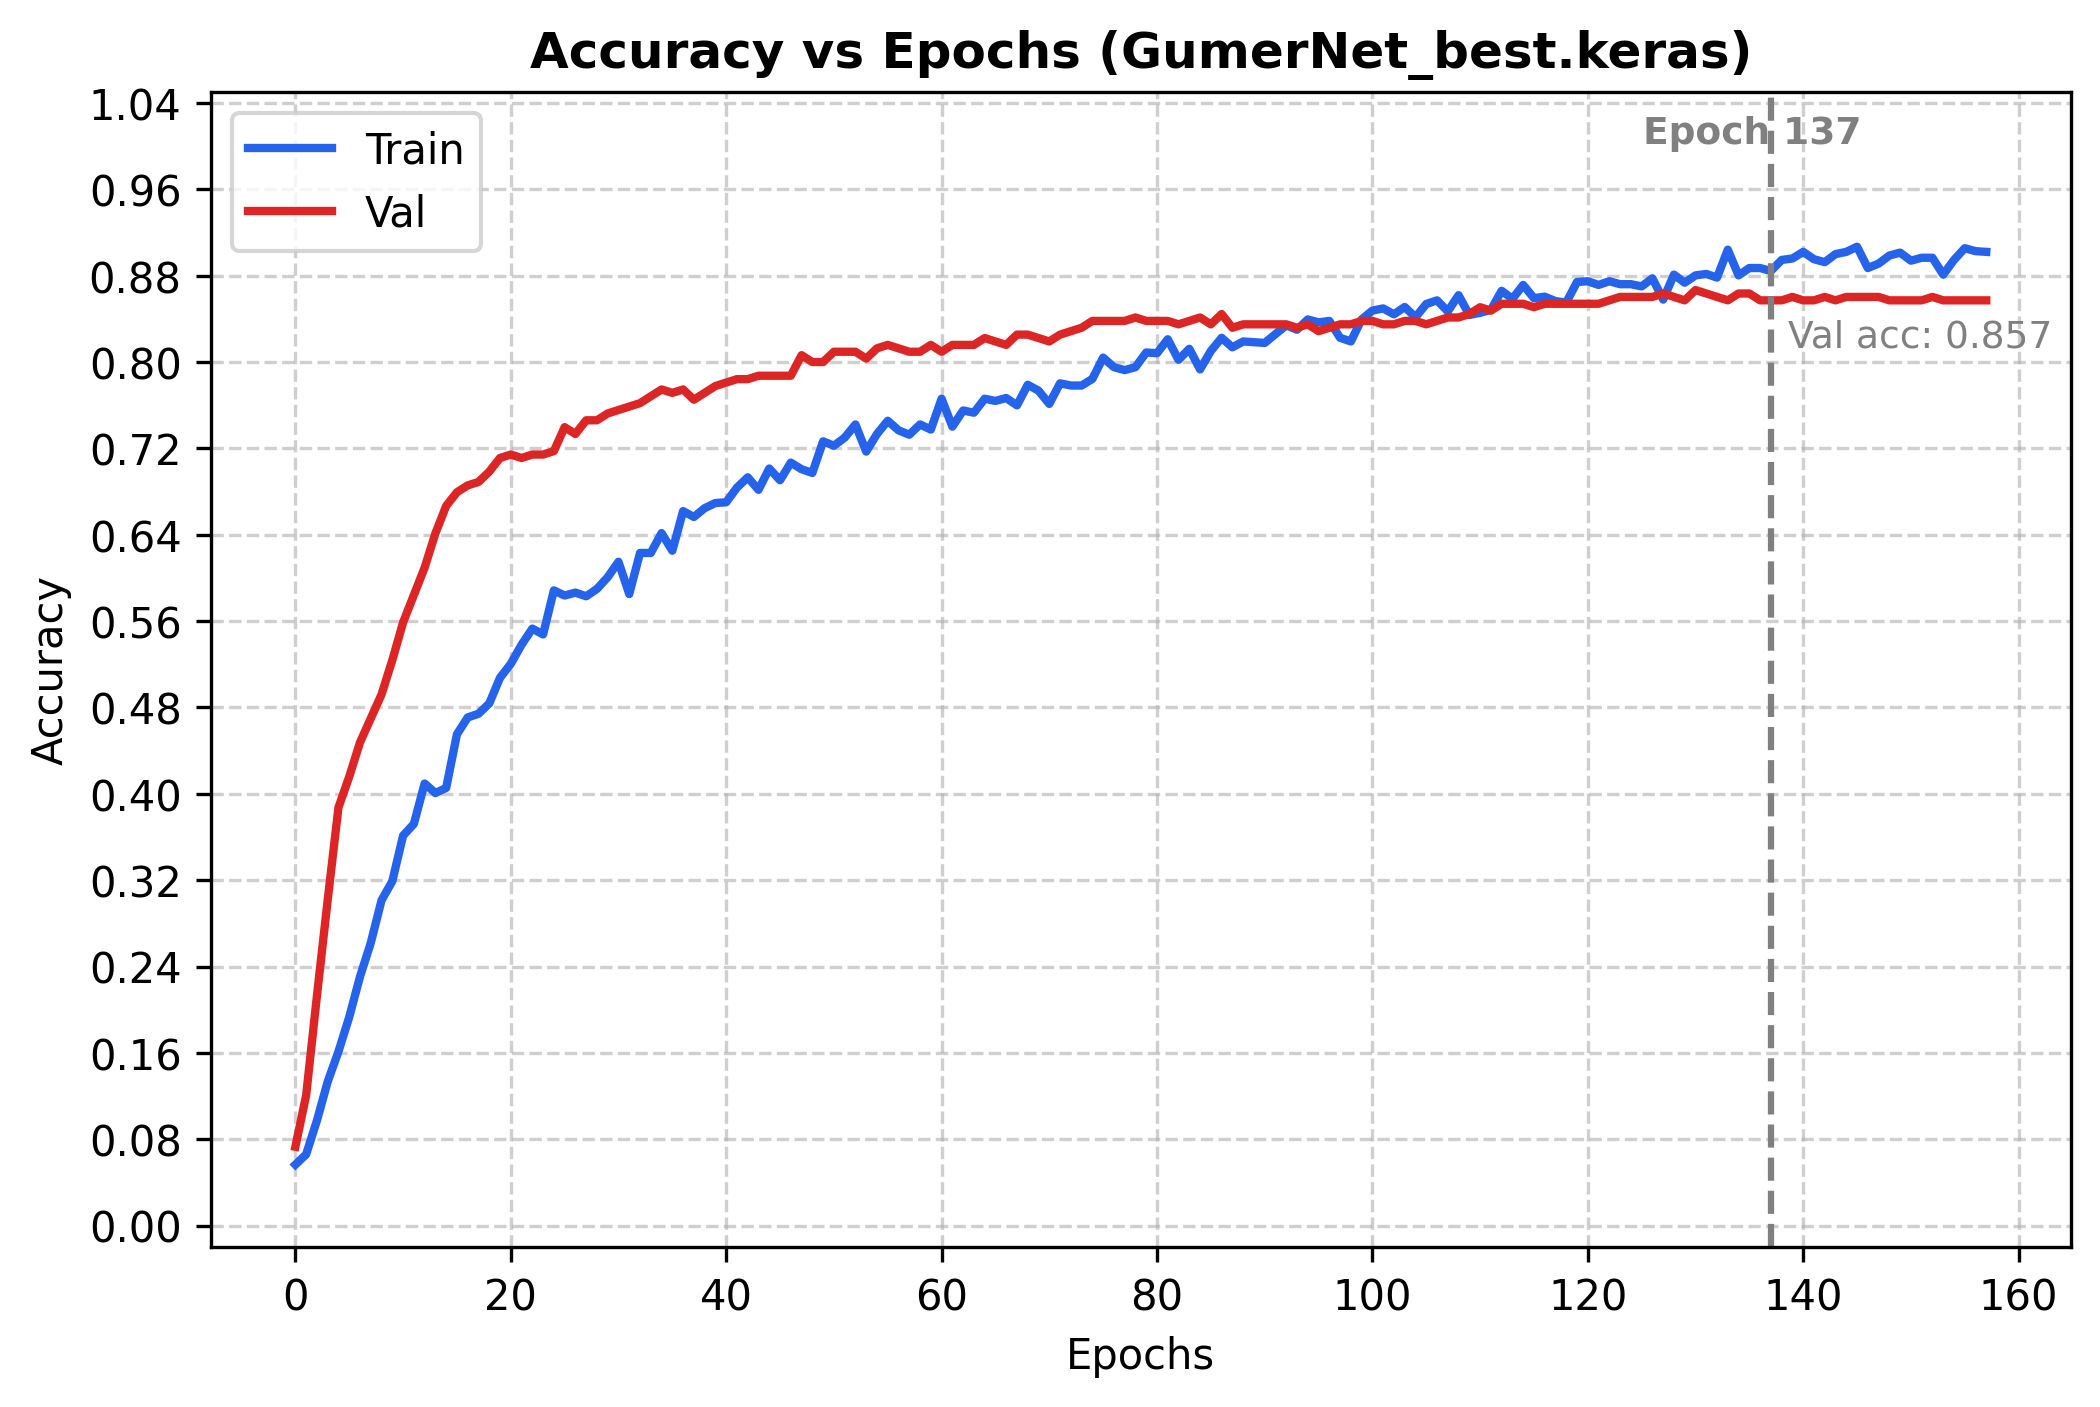 Accuracy vs Epochs (GumerNet_best.keras)
1.04
0.96
0.88
0.80
0.72
0.64
0.56
0.48
0.40
0.32
0.24
0.16
0.08
0.00
Accuracy
Train
Val
Epoch 137
Val acc: 0.857
0 20 40 60 80 100 120 140 160
Epochs